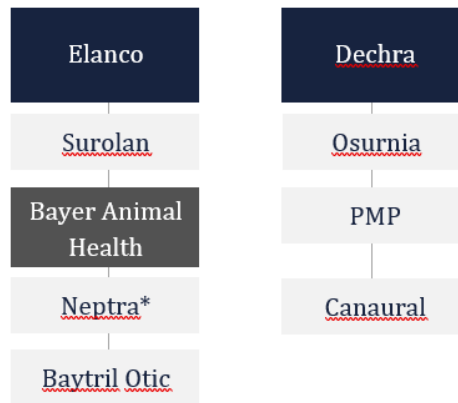 Elanco
Surolan
Bayer Animal
Health
Neptra*
Baytril Otic
Dechra
Osurnia
PMP
Canaural